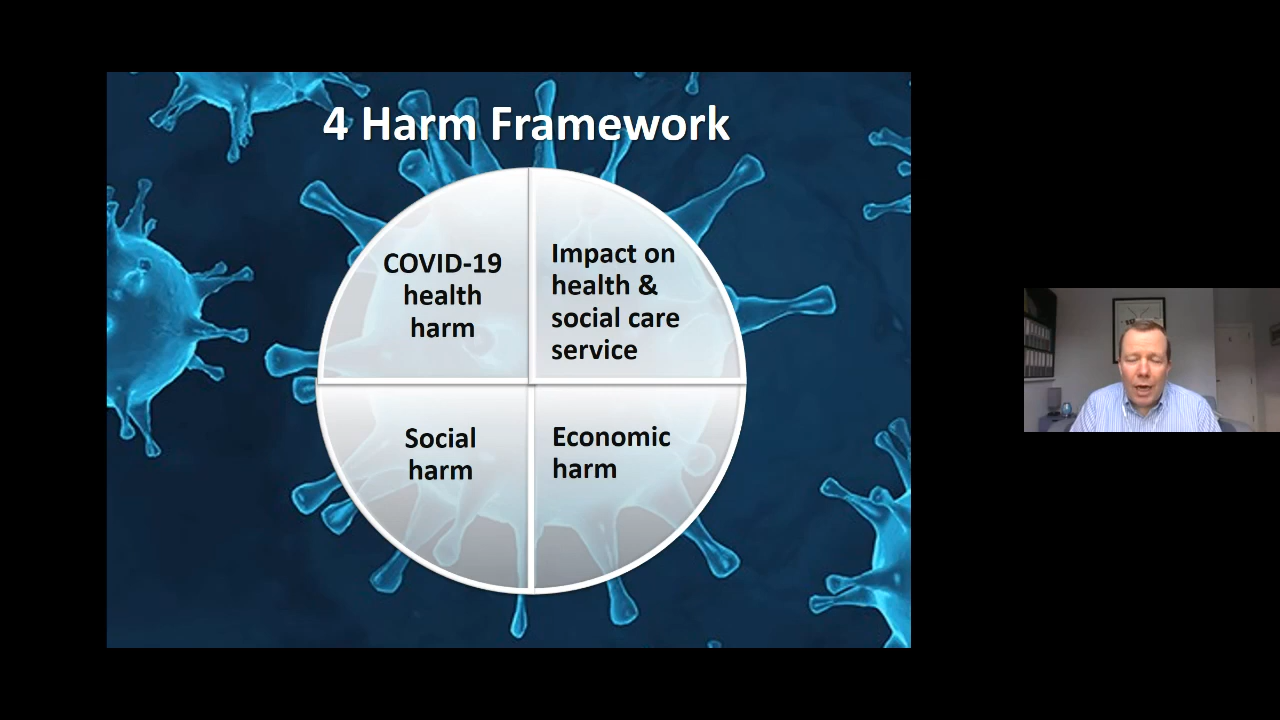 4 Harm Framework
COVID-19
health
harm
Impact on
health &
social care
service
Social
harm
Economic
harm